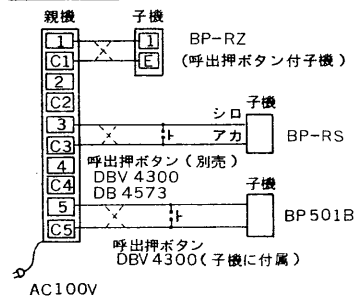 親機 子機
1 1 BP-RZ
C1 E (呼出押ボタン付子機)
2
C2 子機
3 シロ
C3 アカ BP-RS
4 呼出押ボタン(別売)
C4 DBV 4300
DB 4573 子機
5 BP501B
C5
呼出押ボタン
DBV 4300(子機に付属)
AC100V